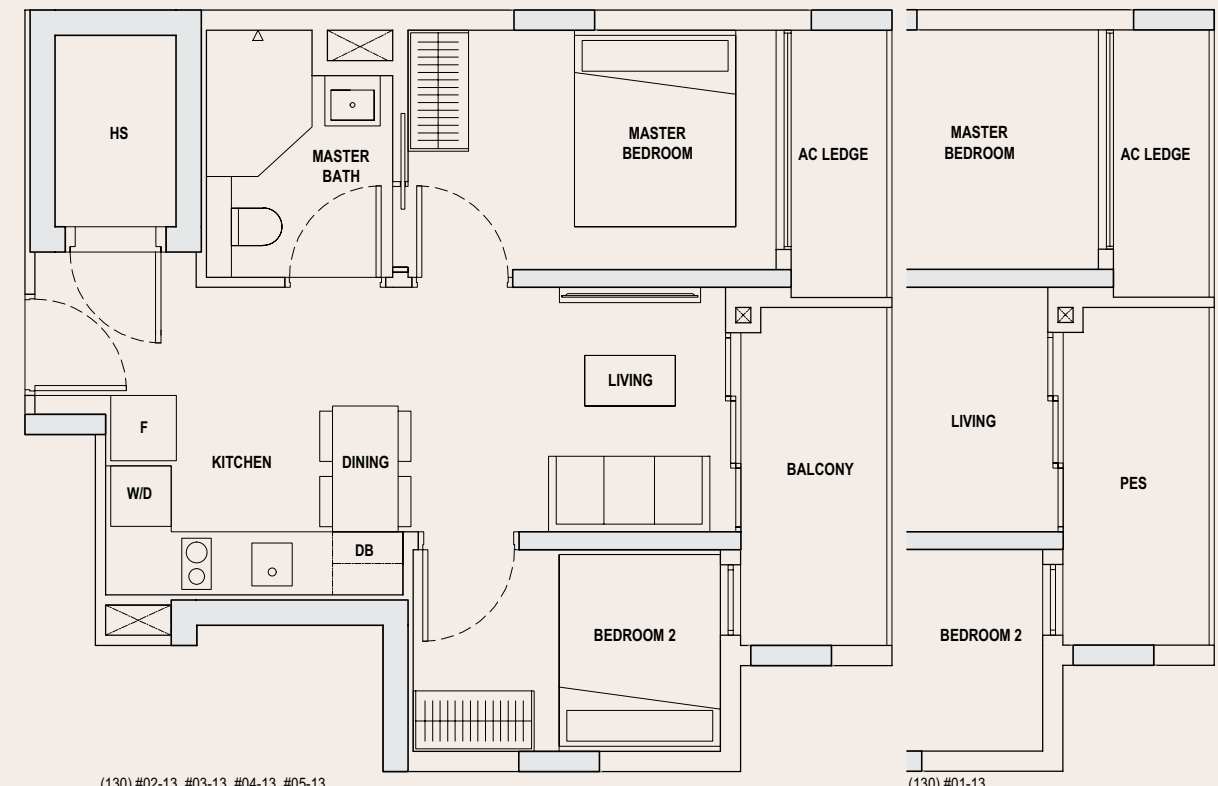 HS
MASTER
BATH
MASTER
BEDROOM
AC LEDGE
MASTER
BEDROOM
AC LEDGE
LIVING
F
KITCHEN
DINING
W/D
BALCONY
LIVING
PES
DB
BEDROOM 2
BEDROOM 2
(130) #02-13, #03-13, #04-13, #05-13
(130) #01-13